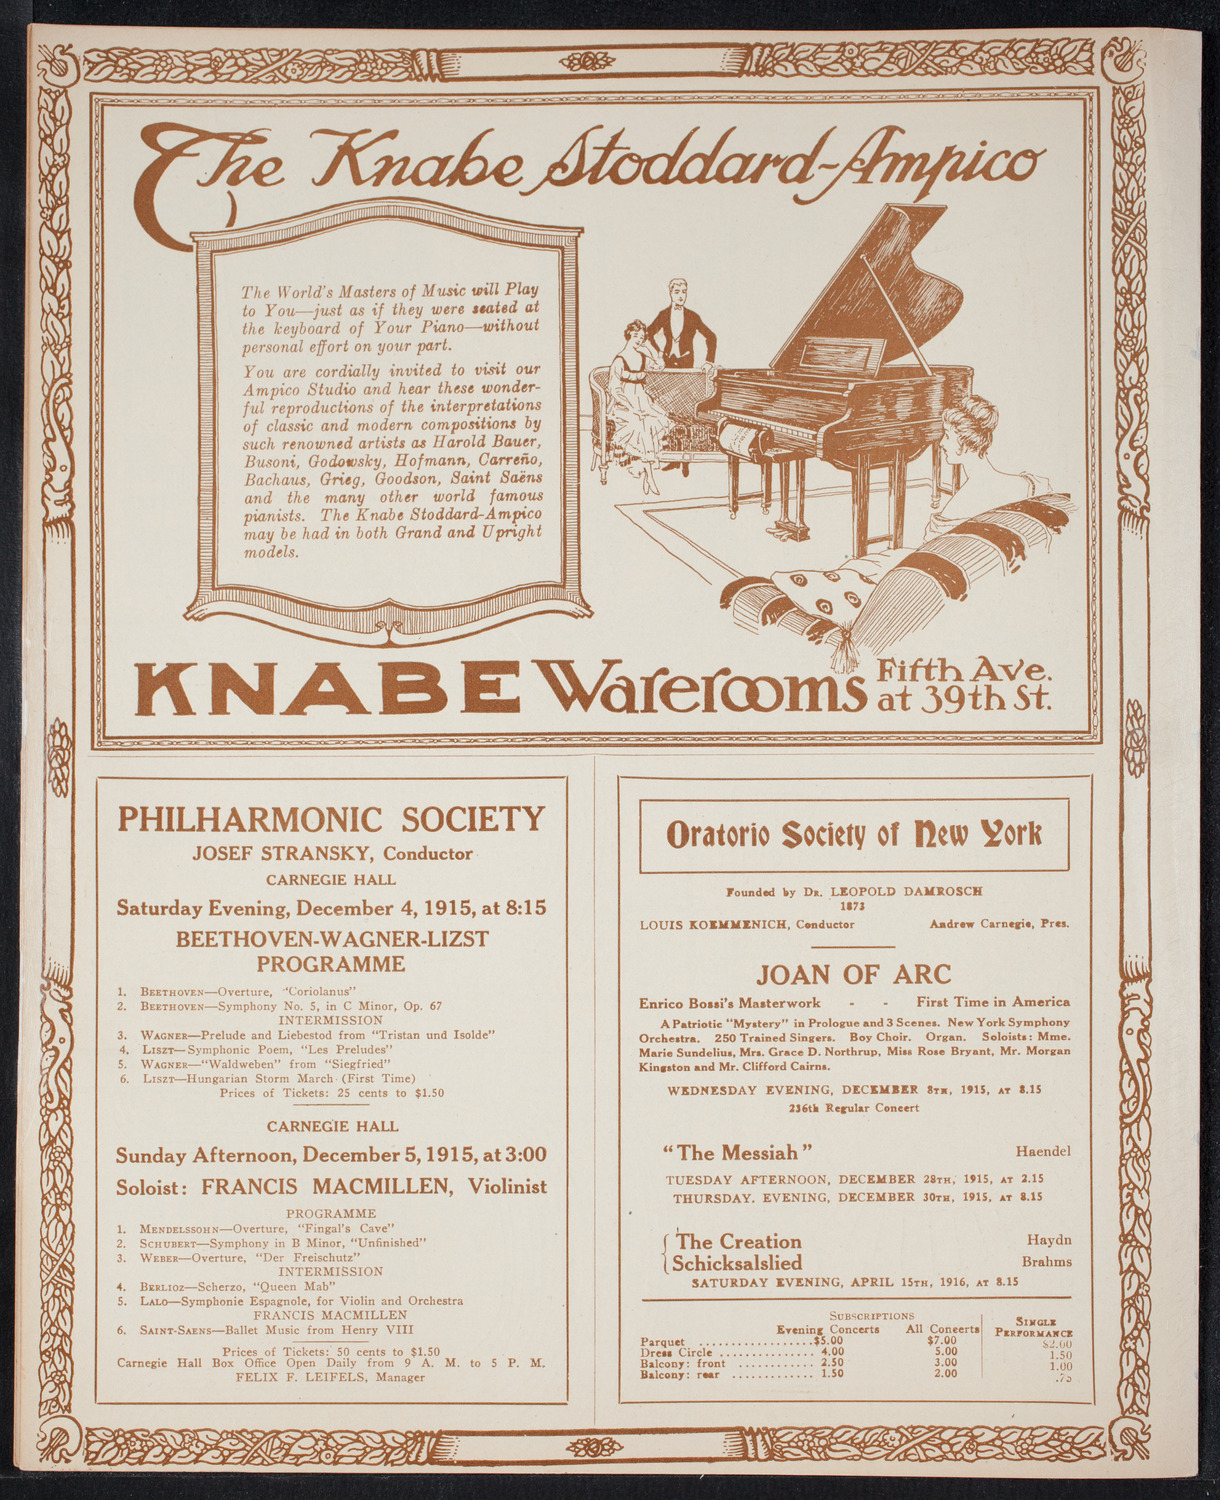 The Knabe Stoddard-Ampico
The World's Masters of Music will Play
to You—just as if they were seated at
the keyboard of Your Piano—without
personal effort on your part.
You are cordially invited to visit our
Ampico Studio and hear these wonder-
ful reproductions of the interpretations
of classic and modern compositions by
such renowned artists as Harold Bauer,
Busoni, Godowsky, Hofmann, Carreño,
Bachaus, Grieg, Goodson, Saint Saëns
and the many other world famous
pianists. The Knabe Stoddard-Ampico
may be had in both Grand and Upright
models.
KNABE Warerooms Fifth Ave.
at 39th St.
PHILHARMONIC SOCIETY
JOSEF STRANSKY, Conductor
CARNEGIE HALL
Saturday Evening, December 4, 1915, at 8:15
BEETHOVEN-WAGNER-LIZST
PROGRAMME
1. BEETHOVEN—Overture, "Coriolanus"
2. BEETHOVEN—Symphony No. 5, in C Minor, Op. 67
INTERMISSION
3. WAGNER—Prelude and Liebestod from "Tristan und Isolde"
4. LISZT—Symphonic Poem, "Les Preludes"
5. WAGNER—"Waldweben" from "Siegfried"
6. LISZT—Hungarian Storm March (First Time)
Prices of Tickets: 25 cents to $1.50
CARNEGIE HALL
Sunday Afternoon, December 5, 1915, at 3:00
Soloist: FRANCIS MACMILLEN, Violinist
PROGRAMME
1. MENDELSSOHN—Overture, "Fingal's Cave"
2. SCHUBERT—Symphony in B Minor, "Unfinished"
3. WEBER—Overture, "Der Freischutz"
INTERMISSION
4. BERLIOZ—Scherzo, "Queen Mab"
5. LALO—Symphonie Espagnole, for Violin and Orchestra
FRANCIS MACMILLEN
6. SAINT-SAENS—Ballet Music from Henry VIII
Prices of Tickets: 50 cents to $1.50
Carnegie Hall Box Office Open Daily from 9 A. M. to 5 P. M.
FELIX F. LEIFELS, Manager
Oratorio Society of New York
Founded by DR. LEOPOLD DAMROSCH
1873
LOUIS KOEMMENICH, Conductor Andrew Carnegie, Pres.
JOAN OF ARC
Enrico Bossi's Masterwork - - First Time in America
A Patriotic "Mystery" in Prologue and 3 Scenes. New York Symphony
Orchestra. 250 Trained Singers. Boy Choir. Organ. Soloists: Mme.
Marie Sundelius, Mrs. Grace D. Northrup, Miss Rose Bryant, Mr. Morgan
Kingston and Mr. Clifford Cairns.
WEDNESDAY EVENING, DECEMBER 8TH, 1915, AT 8.15
236th Regular Concert
"The Messiah" Haendel
TUESDAY AFTERNOON, DECEMBER 28TH, 1915, AT 2.15
THURSDAY. EVENING, DECEMBER 30TH, 1915, AT 8.15
The Creation Haydn
Schicksalslied Brahms
SATURDAY EVENING, APRIL 15TH, 1916, AT 8.15
SUBSCRIPTIONS SINGLE
Evening Concerts All Concerts PERFORMANCE
Parquet ..................$5.00 $7.00 $2.00
Dress Circle ............... 4.00 5.00 1.50
Balcony: front ............ 2.50 3.00 1.00
Balcony: rear ............. 1.50 2.00 .75